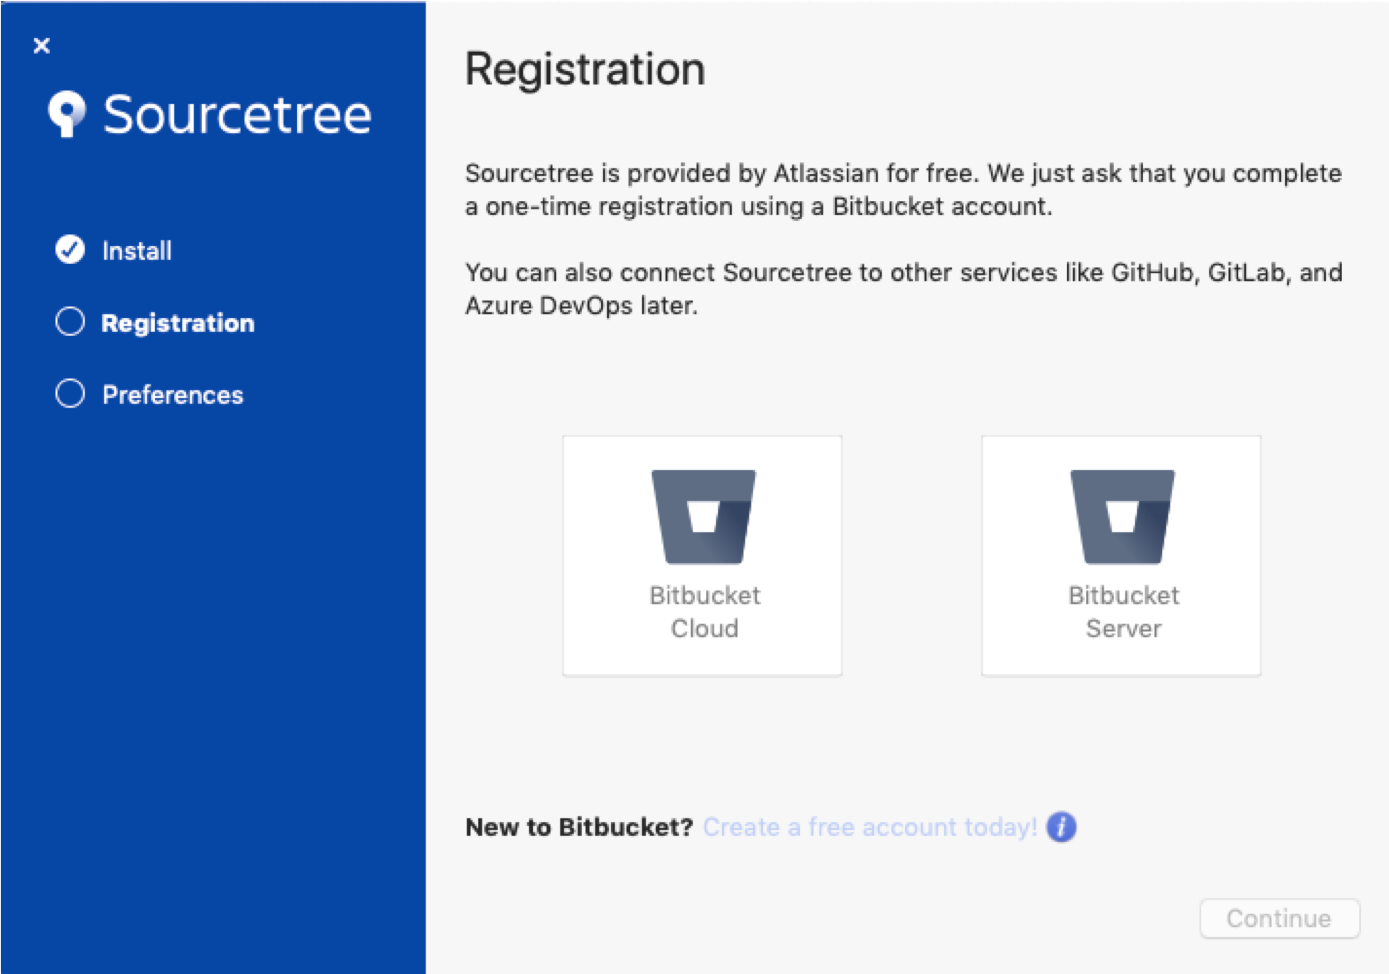 Sourcetree
Install
Registration
Preferences
Registration
Sourcetree is provided by Atlassian for free. We just ask that you complete
a one-time registration using a Bitbucket account.
You can also connect Sourcetree to other services like GitHub, GitLab, and
Azure DevOps later.
Bitbucket
Cloud
Bitbucket
Server
New to Bitbucket? Create a free account today! i
Continue